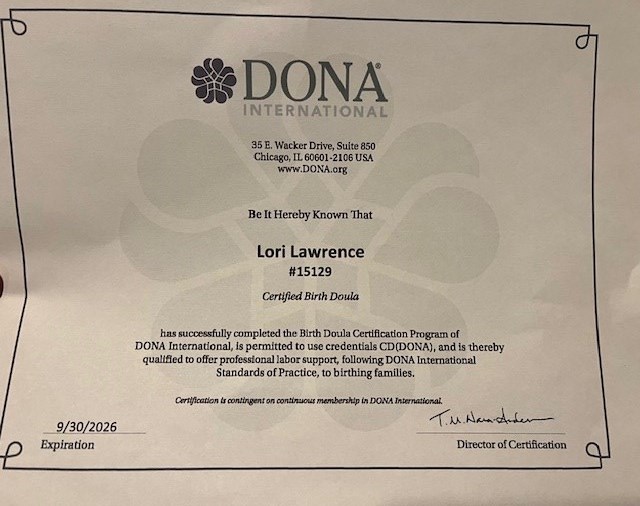 DONA®
INTERNATIONAL
35 E. Wacker Drive, Suite 850
Chicago, IL 60601-2106 USA
www.DONA.org
Be It Hereby Known That
Lori Lawrence
#15129
Certified Birth Doula
has successfully completed the Birth Doula Certification Program of
DONA International, is permitted to use credentials CD(DONA), and is thereby
qualified to offer professional labor support, following DONA International
Standards of Practice, to birthing families.
Certification is contingent on continuous membership in DONA International.
9/30/2026
Expiration
Director of Certification